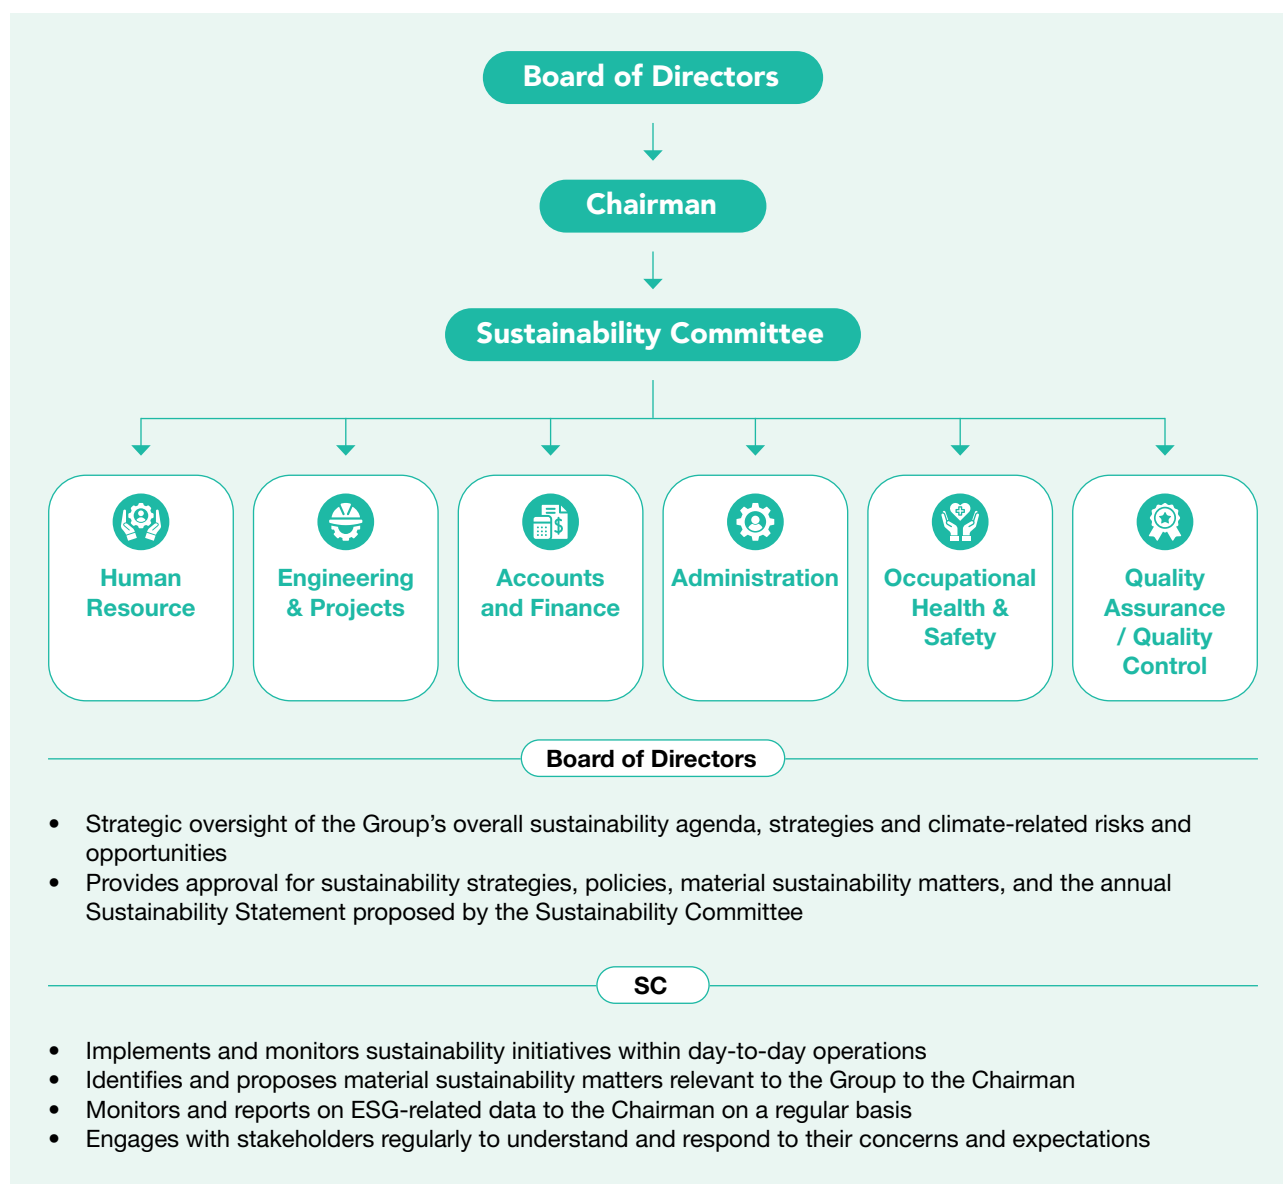 Board of Directors
Chairman
Sustainability Committee
Human
Resource
Engineering
& Projects
Accounts
and Finance
Administration
Occupational
Health &
Safety
Quality
Assurance
/ Quality
Control
Board of Directors
• Strategic oversight of the Group’s overall sustainability agenda, strategies and climate-related risks and
opportunities
• Provides approval for sustainability strategies, policies, material sustainability matters, and the annual
Sustainability Statement proposed by the Sustainability Committee
SC
• Implements and monitors sustainability initiatives within day-to-day operations
• Identifies and proposes material sustainability matters relevant to the Group to the Chairman
• Monitors and reports on ESG-related data to the Chairman on a regular basis
• Engages with stakeholders regularly to understand and respond to their concerns and expectations